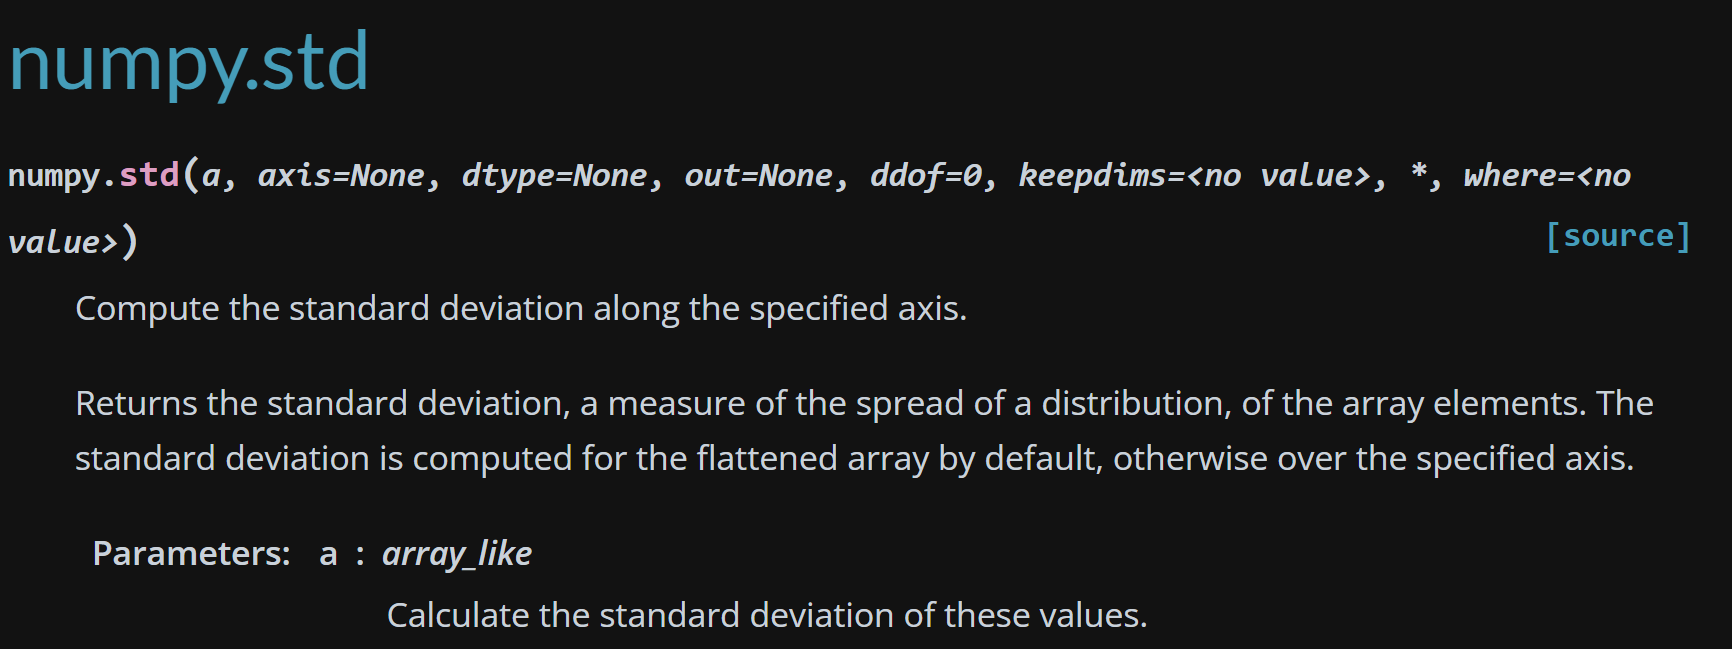 numpy.std
numpy.std(a, axis=None, dtype=None, out=None, ddof=0, keepdims=<no value>, *, where=<no
value>) [source]
Compute the standard deviation along the specified axis.
Returns the standard deviation, a measure of the spread of a distribution, of the array elements. The
standard deviation is computed for the flattened array by default, otherwise over the specified axis.
Parameters: a : array_like
Calculate the standard deviation of these values.